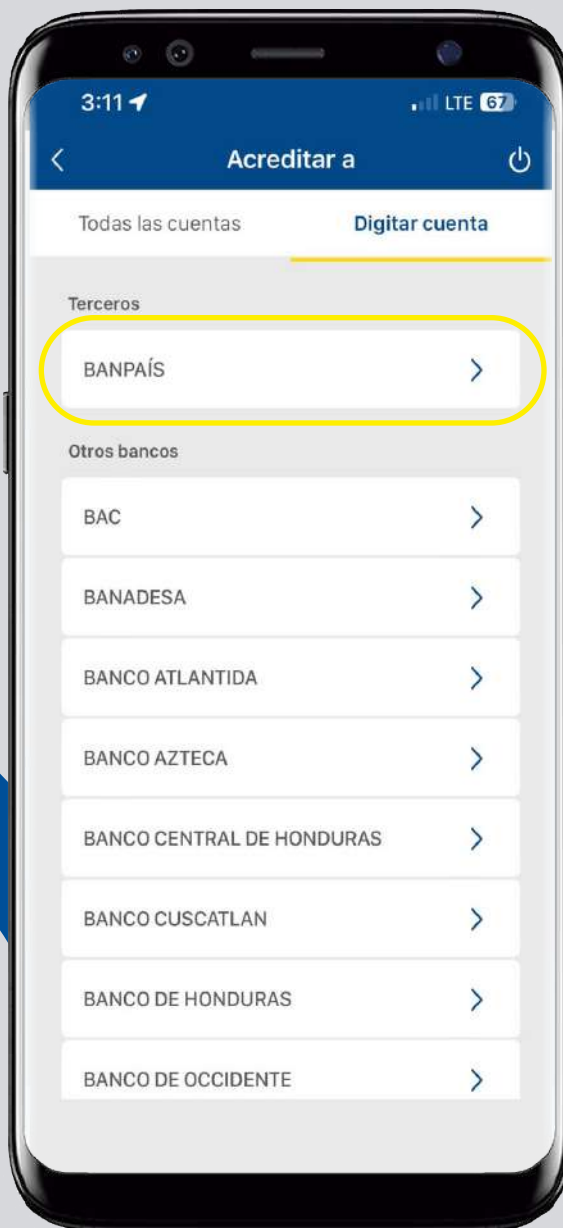 3:11 LTE 67
Acreditar a
Todas las cuentas Digitar cuenta
Terceros
BANPAÍS
Otros bancos
BAC
BANADESA
BANCO ATLANTIDA
BANCO AZTECA
BANCO CENTRAL DE HONDURAS
BANCO CUSCATLAN
BANCO DE HONDURAS
BANCO DE OCCIDENTE